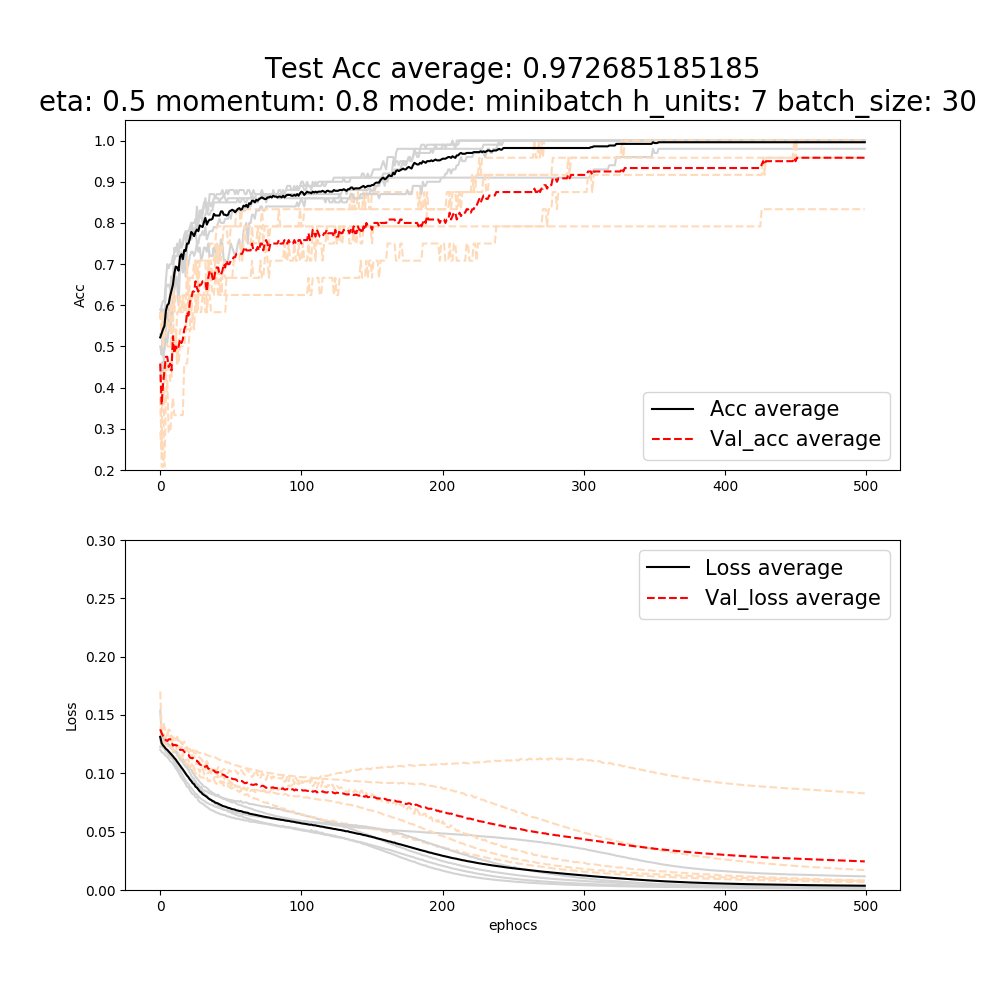 Test Acc average: 0.972685185185
eta: 0.5 momentum: 0.8 mode: minibatch h_units: 7 batch_size: 30
1.0
0.9
0.8
0.7
0.6
0.5
0.4
0.3
0.2
Acc
Acc average
Val_acc average
0 100 200 300 400 500
0.30
0.25
0.20
0.15
0.10
0.05
0.00
Loss
Loss average
Val_loss average
0 100 200 300 400 500
ephocs